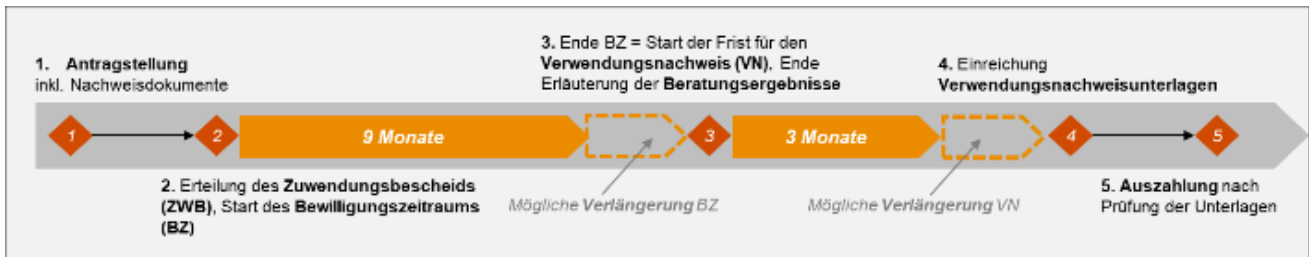 1. Antragstellung
inkl. Nachweisdokumente
3. Ende BZ = Start der Frist für den
Verwendungsnachweis (VN), Ende
Erläuterung der Beratungsergebnisse
4. Einreichung
Verwendungsnachweisunterlagen
1
2
9 Monate
3
3 Monate
4
5
2. Erteilung des Zuwendungsbescheids
(ZWB), Start des Bewilligungszeitraums
(BZ)
Mögliche Verlängerung BZ
Mögliche Verlängerung VN
5. Auszahlung nach
Prüfung der Unterlagen